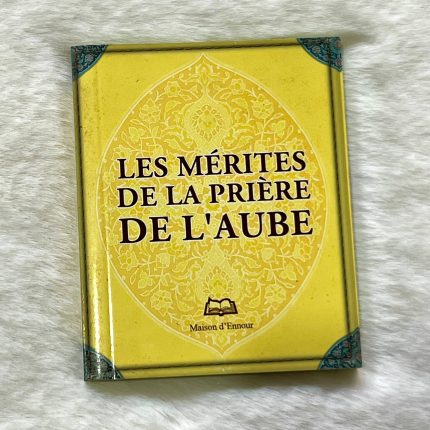 LES MÉRITES
DE LA PRIÈRE
DE L'AUBE
Maison d'Ennour